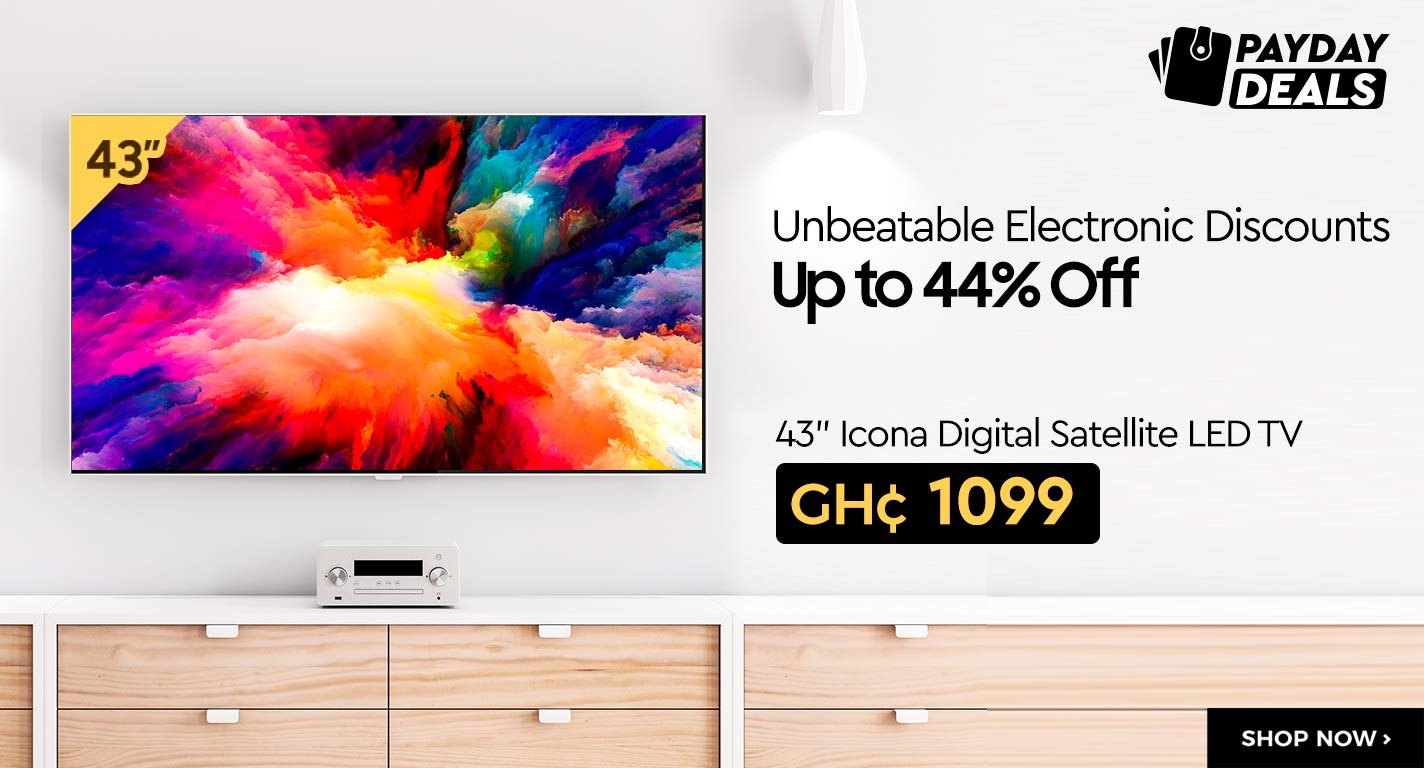 43"
PAYDAY
DEALS
Unbeatable Electronic Discounts
Up to 44% Off
43" Icona Digital Satellite LED TV
GH₵ 1099
SHOP NOW ›